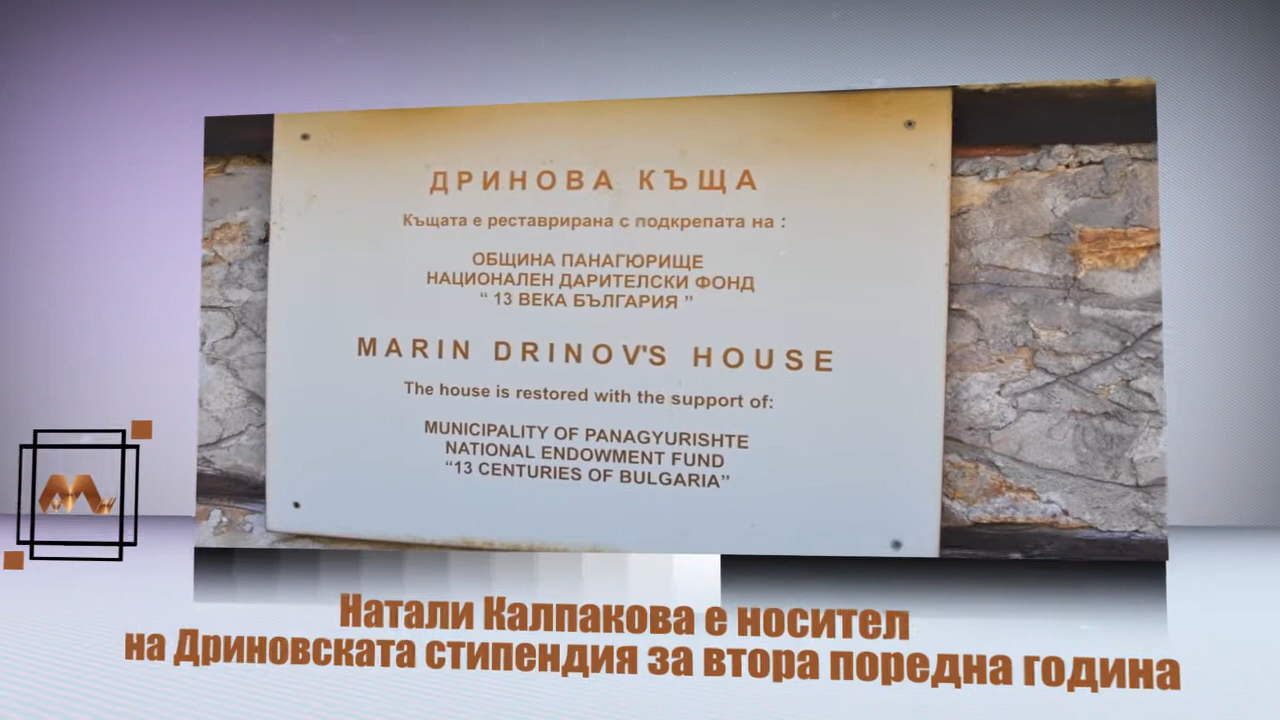 ДРИНОВА КЪЩА
Къщата е реставрирана с подкрепата на :
ОБЩИНА ПАНАГЮРИЩЕ
НАЦИОНАЛЕН ДАРИТЕЛСКИ ФОНД
“ 13 ВЕКА БЪЛГАРИЯ ”
MARIN DRINOV'S HOUSE
The house is restored with the support of:
MUNICIPALITY OF PANAGYURISHTE
NATIONAL ENDOWMENT FUND
“13 CENTURIES OF BULGARIA”
Натали Калпакова е носител
на Дриновската стипендия за втора поредна година